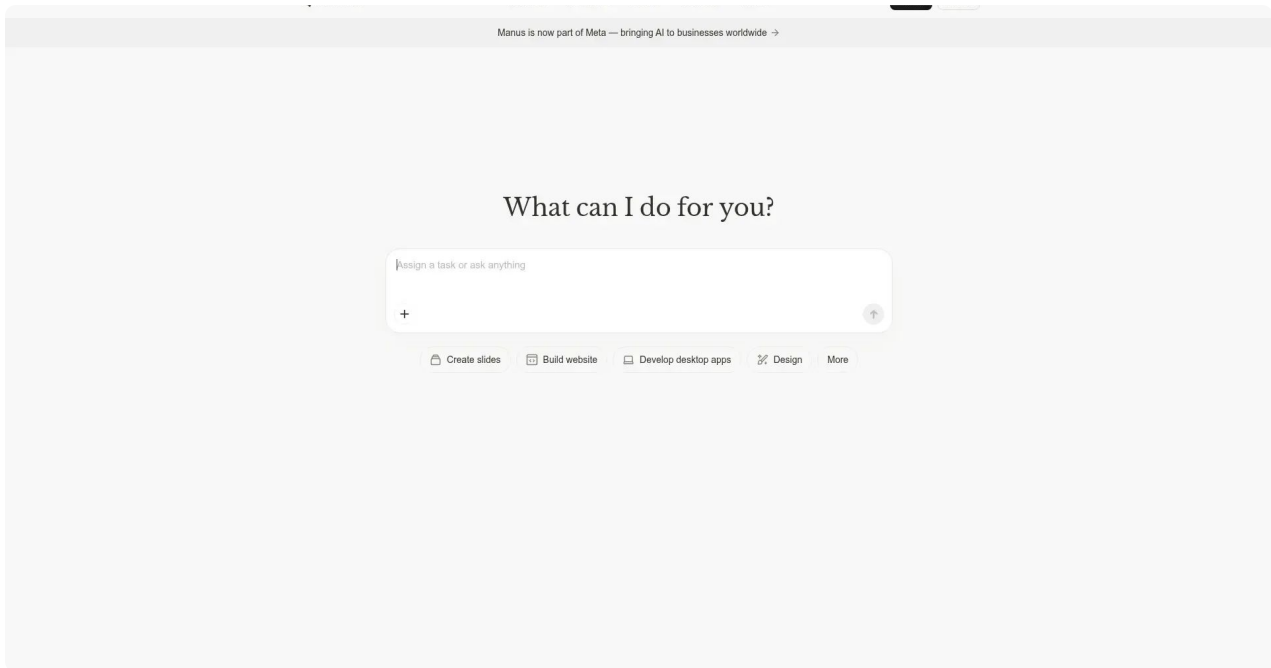 Manus is now part of Meta — bringing AI to businesses worldwide →
What can I do for you?
Assign a task or ask anything
Create slides
Build website
Develop desktop apps
Design
More